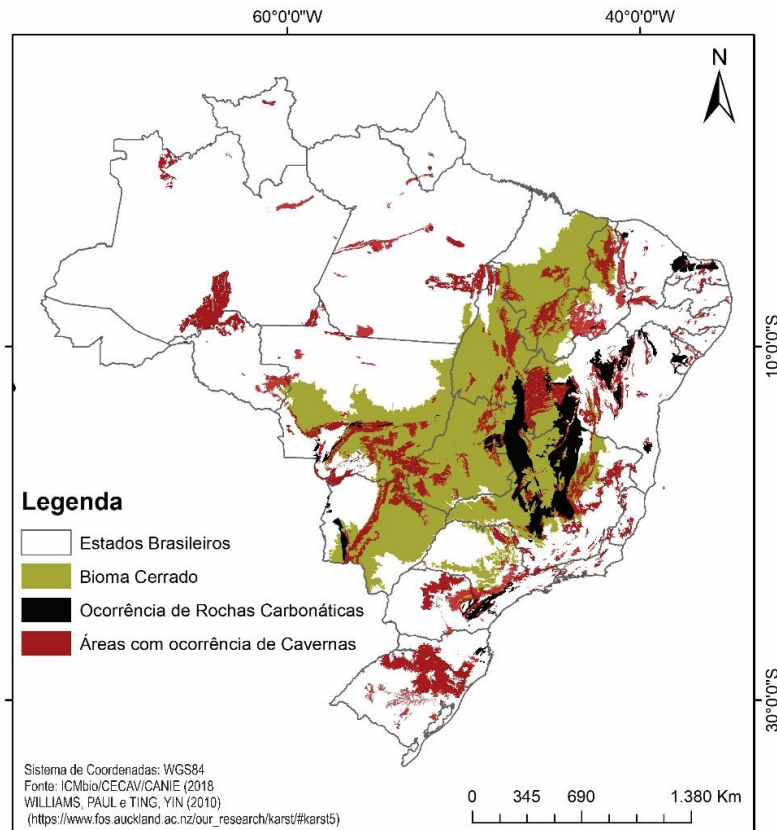 60°0'0"W 40°0'0"W
N
10°0'0"S
Legenda
Estados Brasileiros
Bioma Cerrado
Ocorrência de Rochas Carbonáticas
Áreas com ocorrência de Cavernas
30°0'0"S
Sistema de Coordenadas: WGS84
Fonte: ICMbio/CECAV/CANIE (2018
WILLIAMS, PAUL e TING, YIN (2010)
(https://www.fos.auckland.ac.nz/our_research/karst/#karst5)
0 345 690 1.380 Km